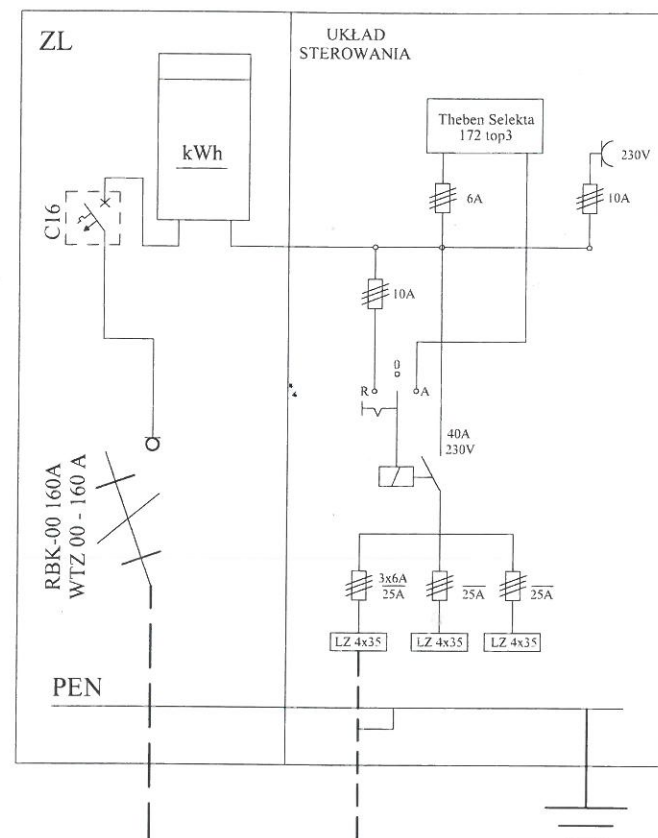 ZL
UKŁAD
STEROWANIA
kWh
Theben Selekta
172 top3
230V
6A
10A
C16
10A
0
R
A
40A
230V
RBK-00 160A
WTZ 00 - 160 A
3x6A
25A
25A
25A
LZ 4x35
LZ 4x35
LZ 4x35
PEN